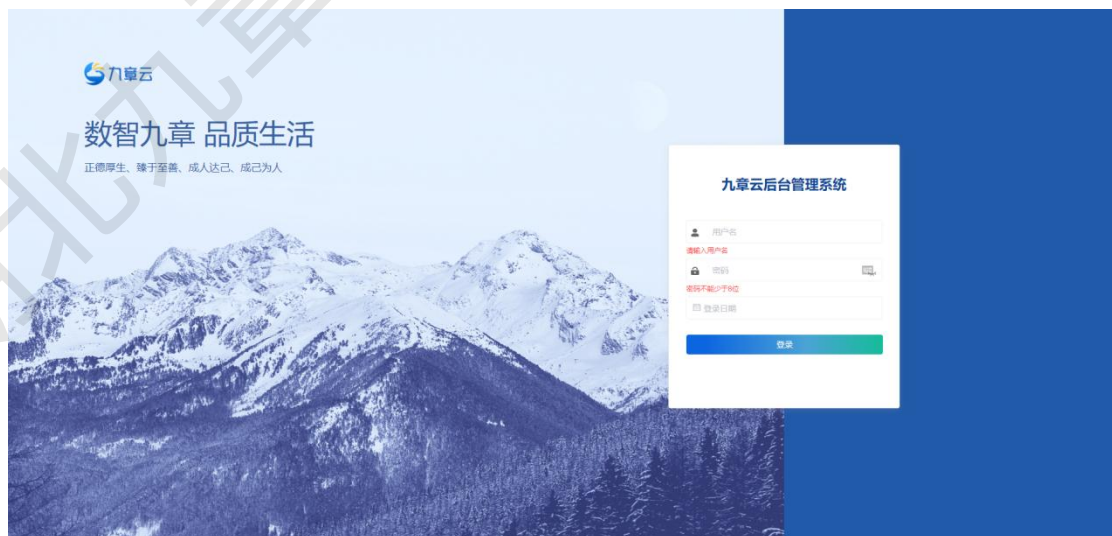 九章云
数智九章 品质生活
正德厚生、臻于至善、成人达己、成己为人
九章云后台管理系统
用户名
请输入用户名
密码
密码不能少于8位
登录日期
登录
北九章